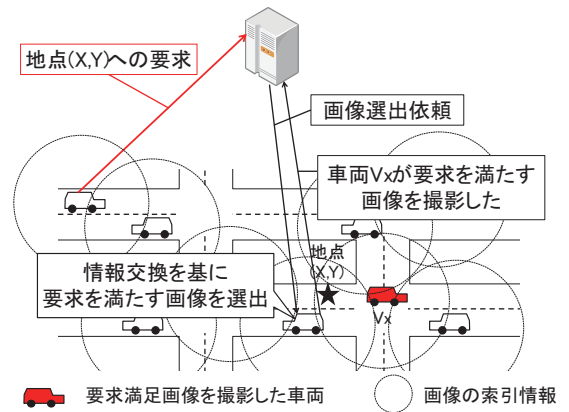 地点(X,Y)への要求
画像選出依頼
車両Vxが要求を満たす
画像を撮影した
地点
(X,Y)
情報交換を基に
要求を満たす画像を選出
Vx
要求満足画像を撮影した車両
画像の索引情報